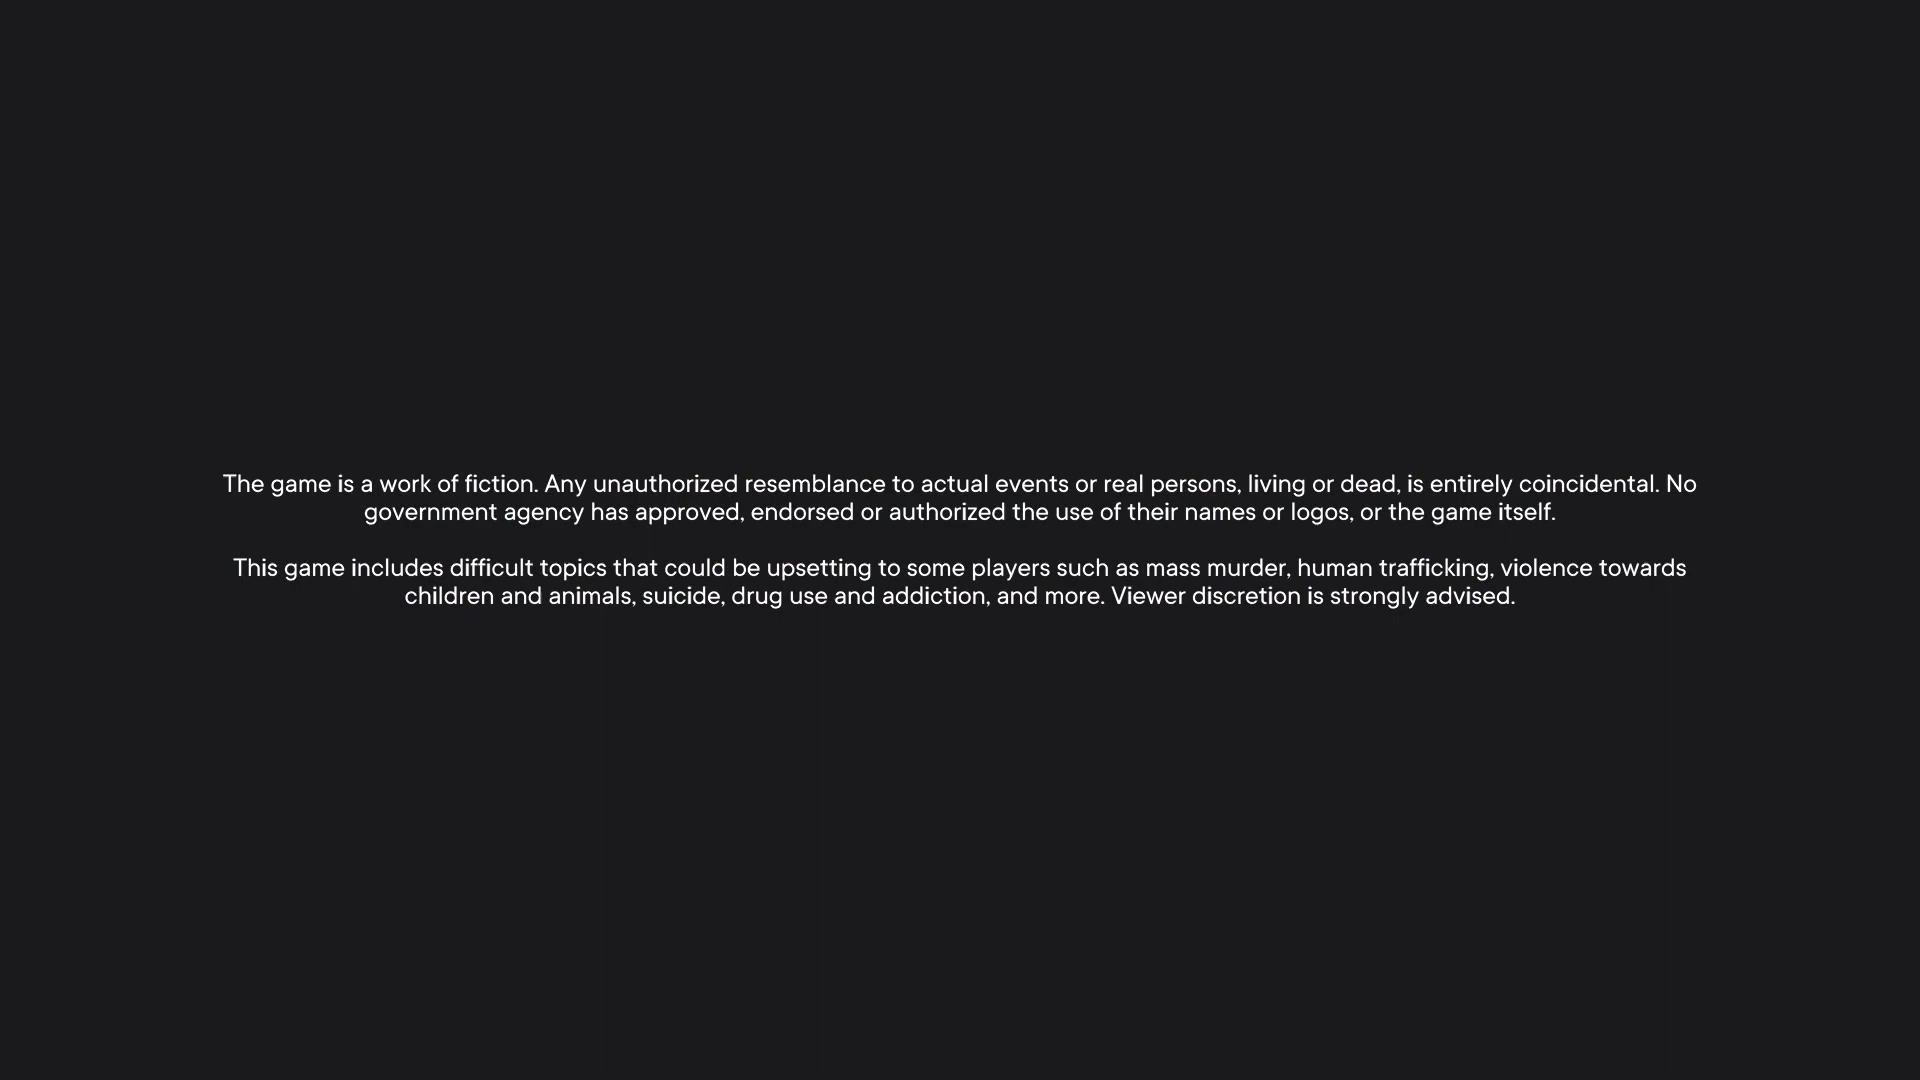 The game is a work of fiction. Any unauthorized resemblance to actual events or real persons, living or dead, is entirely coincidental. No
government agency has approved, endorsed or authorized the use of their names or logos, or the game itself.
This game includes difficult topics that could be upsetting to some players such as mass murder, human trafficking, violence towards
children and animals, suicide, drug use and addiction, and more. Viewer discretion is strongly advised.